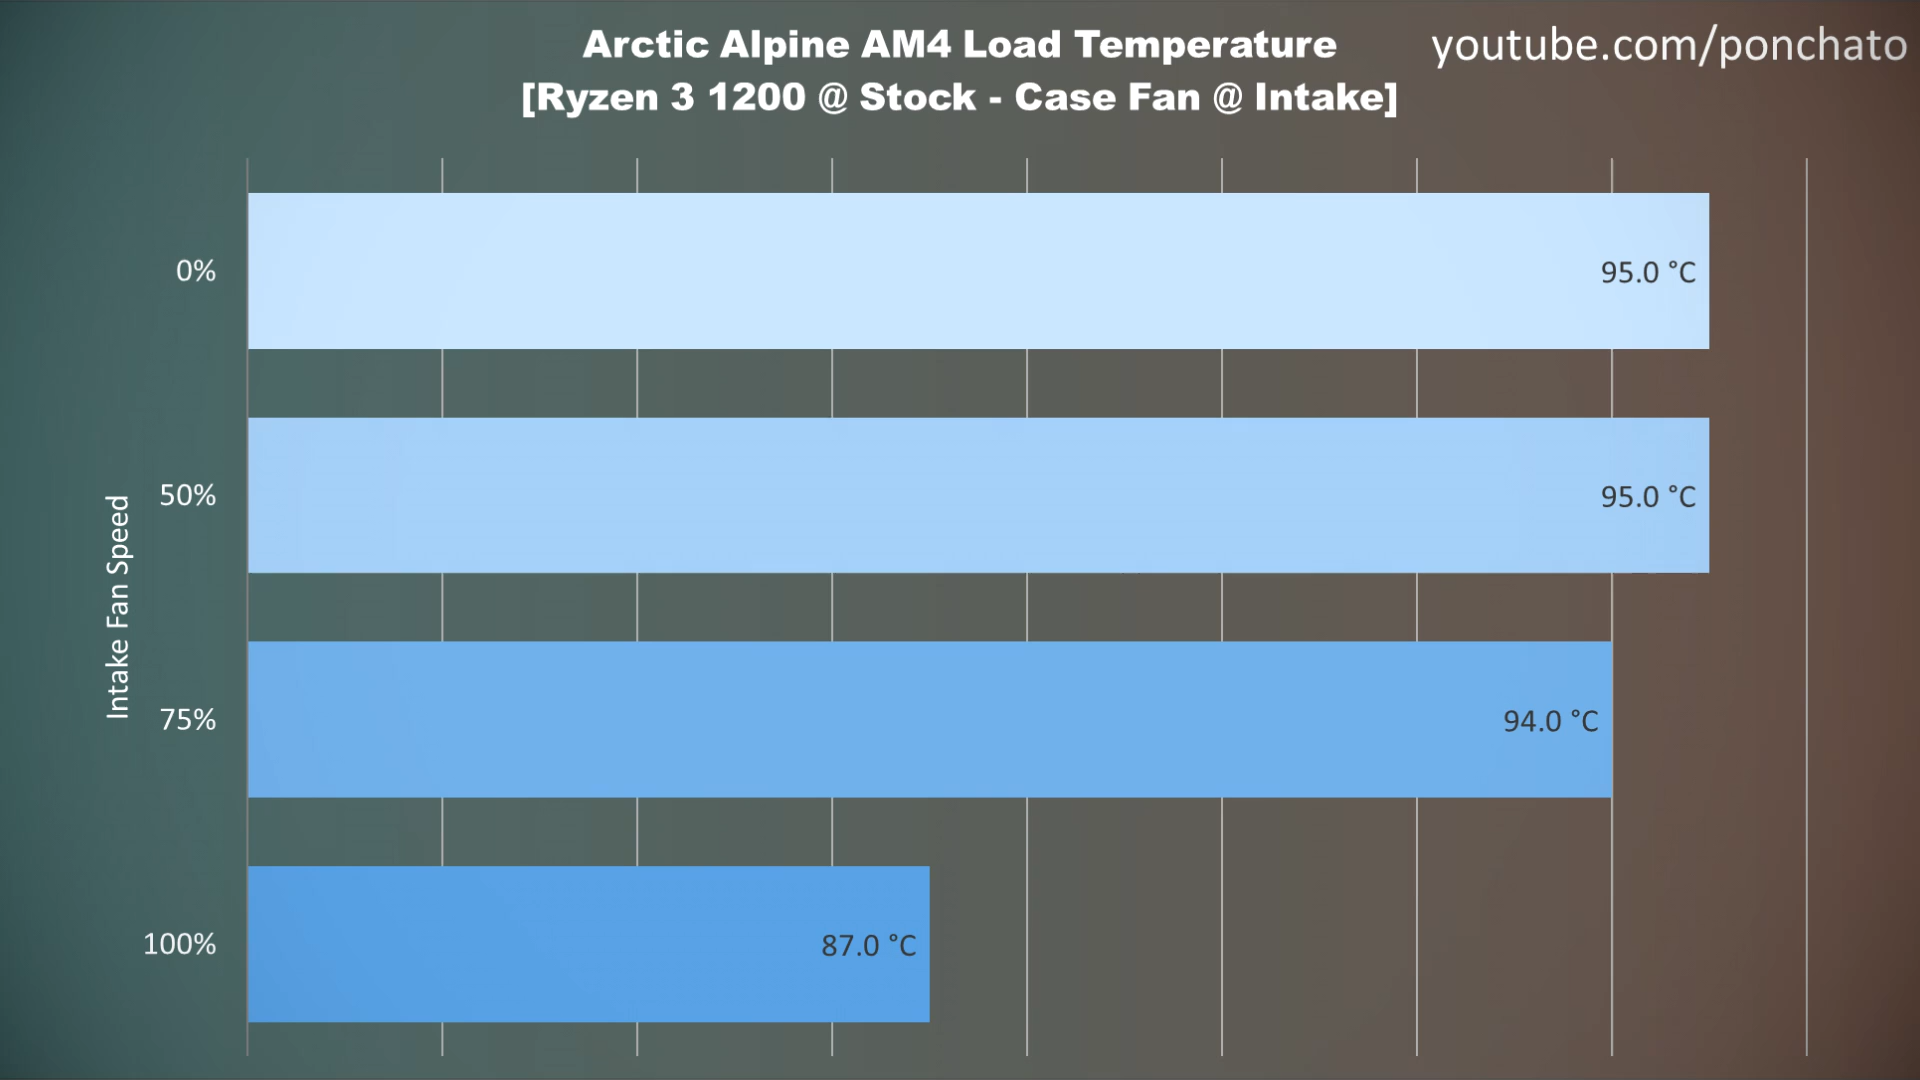 Arctic Alpine AM4 Load Temperature
[Ryzen 3 1200 @ Stock - Case Fan @ Intake]
youtube.com/ponchato
Intake Fan Speed
0%
95.0 °C
50%
95.0 °C
75%
94.0 °C
100%
87.0 °C